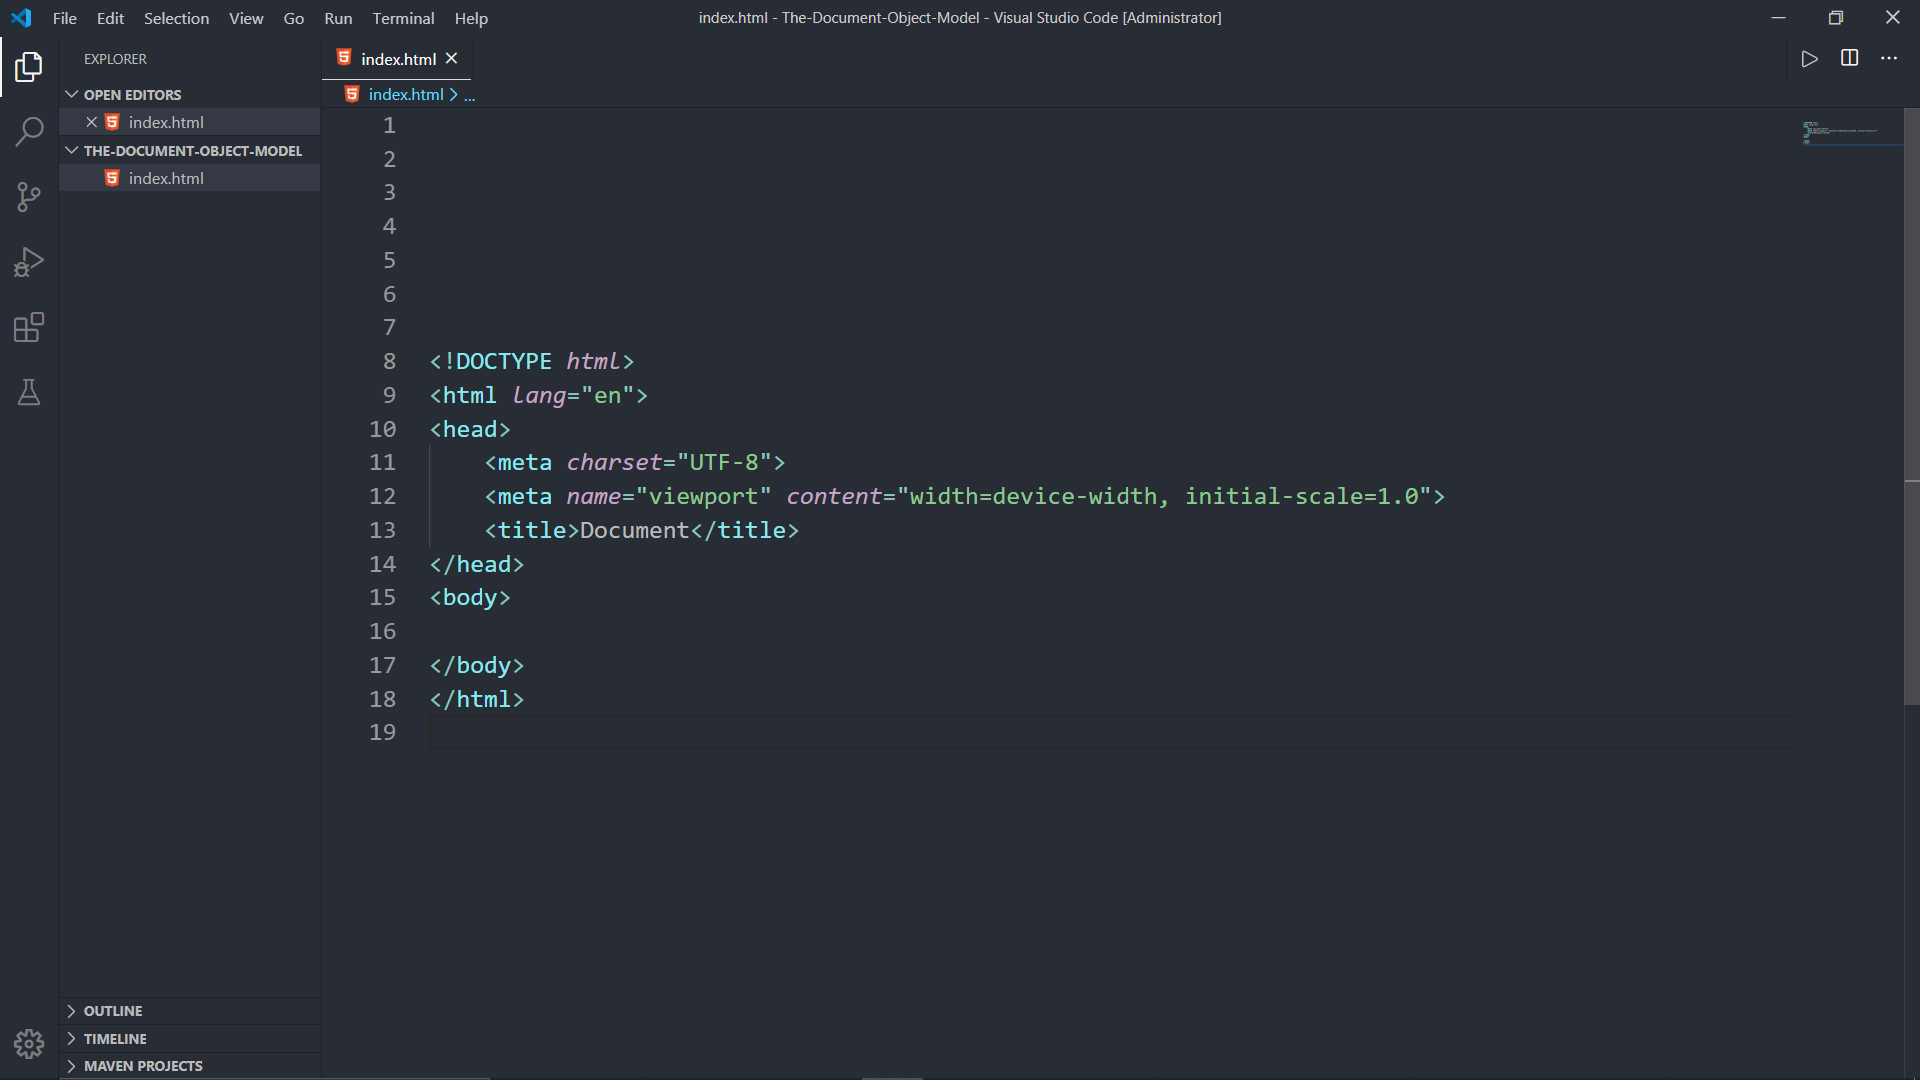 File Edit Selection View Go Run Terminal Help
index.html - The-Document-Object-Model - Visual Studio Code [Administrator]
EXPLORER
OPEN EDITORS
index.html
THE-DOCUMENT-OBJECT-MODEL
index.html
OUTLINE
TIMELINE
MAVEN PROJECTS
index.html
index.html > ...
1
2
3
4
5
6
7
8 <!DOCTYPE html>
9 <html lang="en">
10 <head>
11     <meta charset="UTF-8">
12     <meta name="viewport" content="width=device-width, initial-scale=1.0">
13     <title>Document</title>
14 </head>
15 <body>
16
17 </body>
18 </html>
19